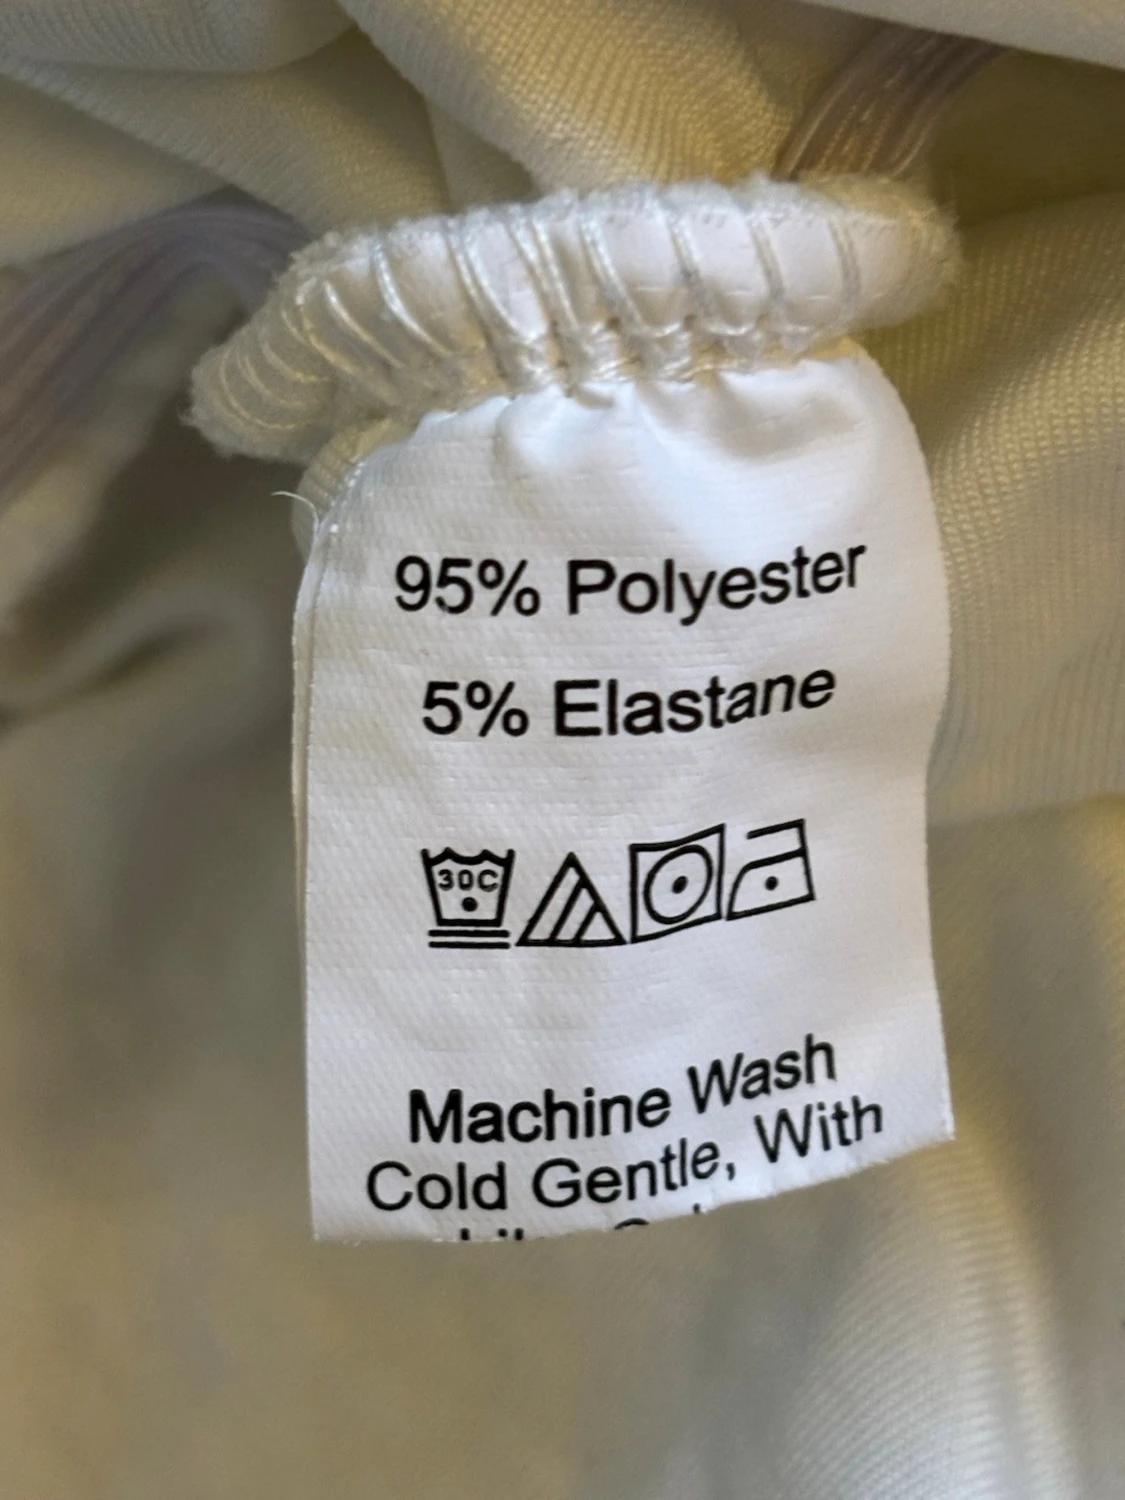 95% Polyester
5% Elastane
30C
Machine Wash
Cold Gentle, With